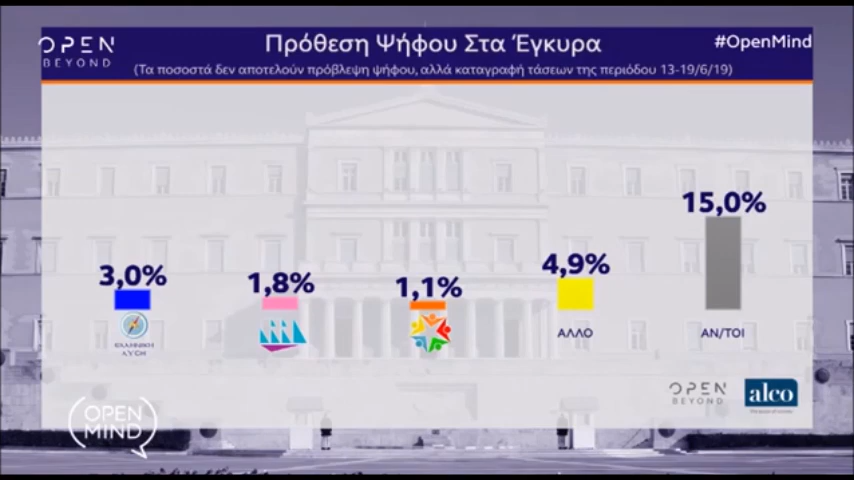 OPEN
BEYOND
Πρόθεση Ψήφου Στα Έγκυρα
#OpenMind
(Τα ποσοστά δεν αποτελούν πρόβλεψη ψήφου, αλλά καταγραφή τάσεων της περιόδου 13-19/6/19)
3,0%
1,8%
1,1%
4,9%
15,0%
ΕΛΛΗΝΙΚΗ
ΛΥΣΗ
ΑΛΛΟ
ΑΝ/ΤΟΙ
OPEN
BEYOND
alco
OPEN
MIND